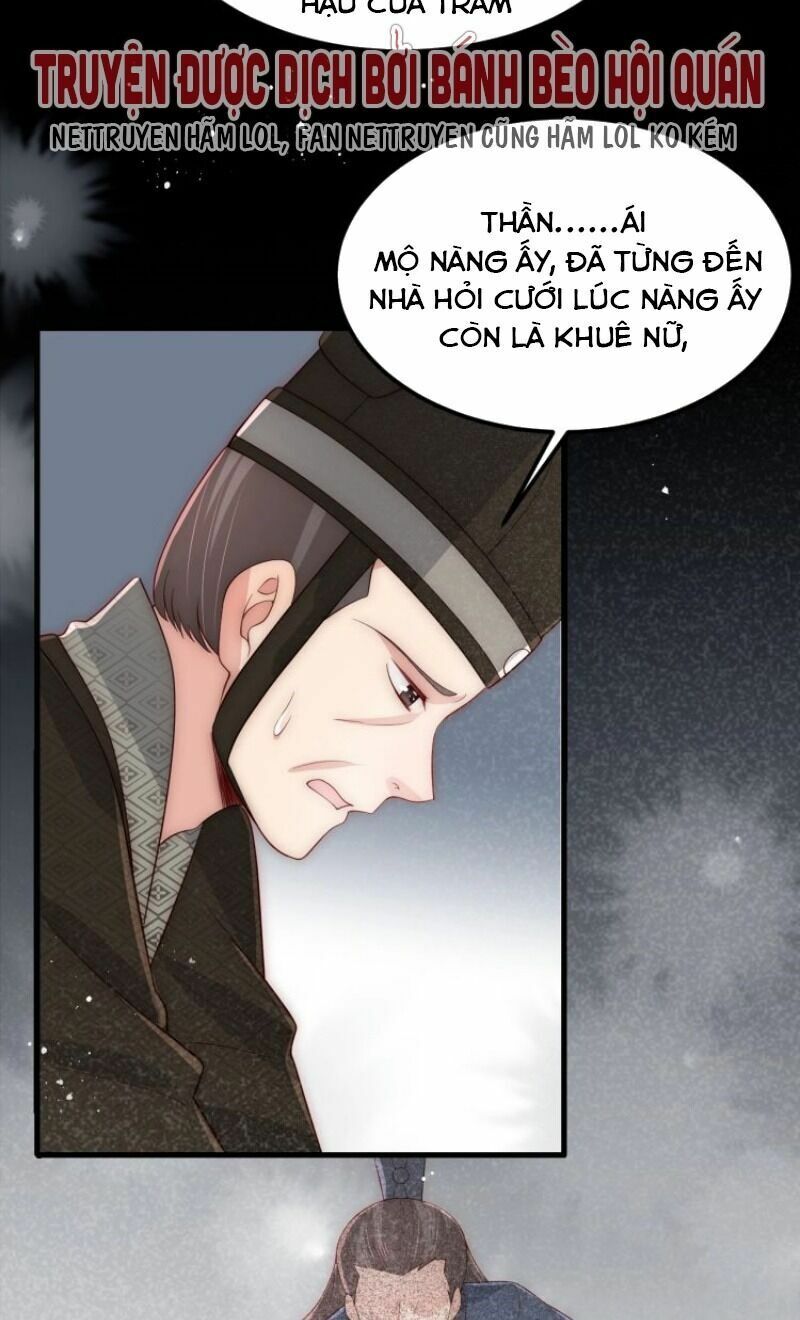 HẬU CỦA TRẪM
TRUYỆN ĐƯỢC DỊCH BỞI BÁNH BÈO HỘI QUÁN
NETTRUYEN HÃM LOL, FAN NETTRUYEN CŨNG HÃM LOL KO KÉM
THẦN......ÁI
MỘ NÀNG ẤY, ĐÃ TỪNG ĐẾN
NHÀ HỎI CƯỚI LÚC NÀNG ẤY
CÒN LÀ KHUÊ NỮ,